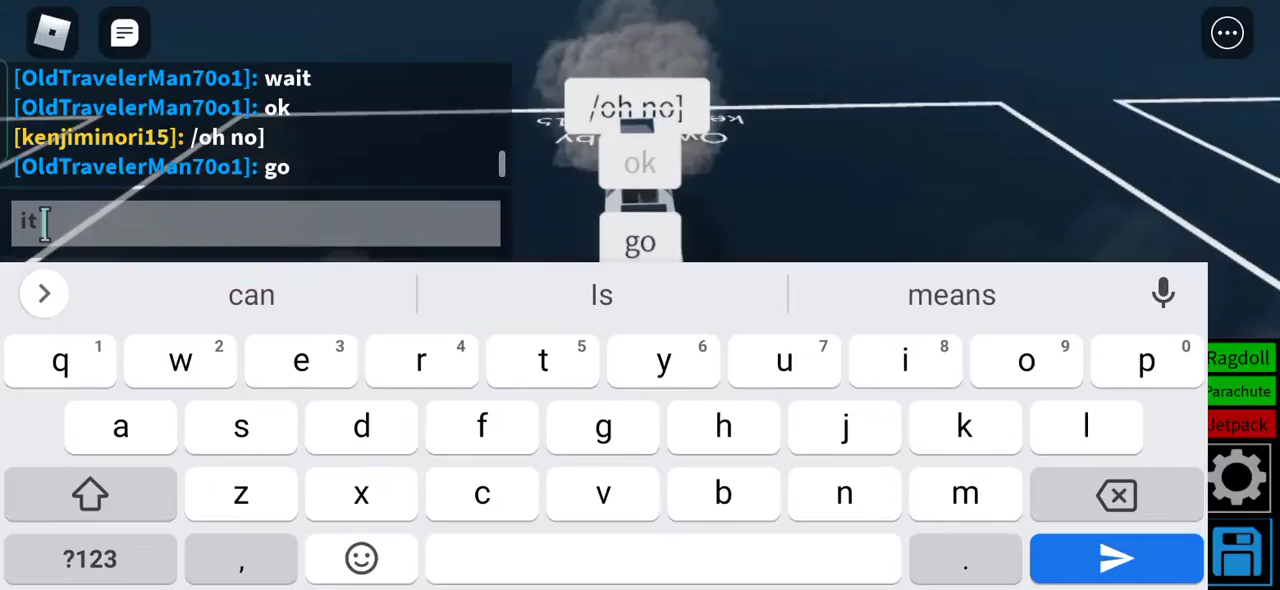 [OldTravelerMan70o1]: wait
[OldTravelerMan70o1]: ok
[kenjiminori15]: /oh no]
[OldTravelerMan70o1]: go
it
/oh no]
ok
go
can Is means
q 1 w 2 e 3 r 4 t 5 y 6 u 7 i 8 o 9 p 0
a s d f g h j k l
z x c v b n m
?123 , .
Ragdoll
Parachute
Jetpack